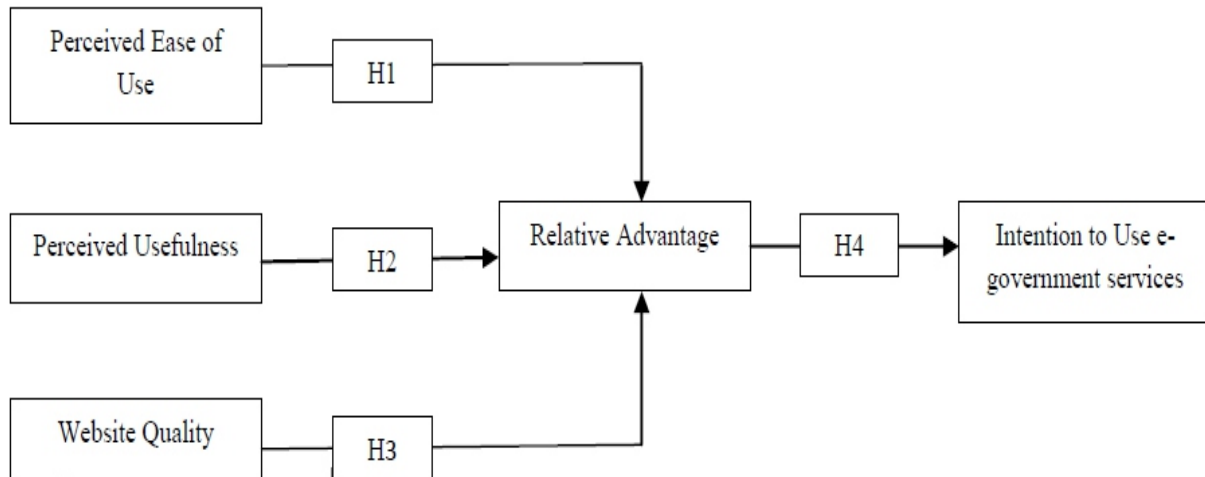 Perceived Ease of
Use
H1
Perceived Usefulness
H2
Relative Advantage
H4
Intention to Use e-
government services
Website Quality
H3